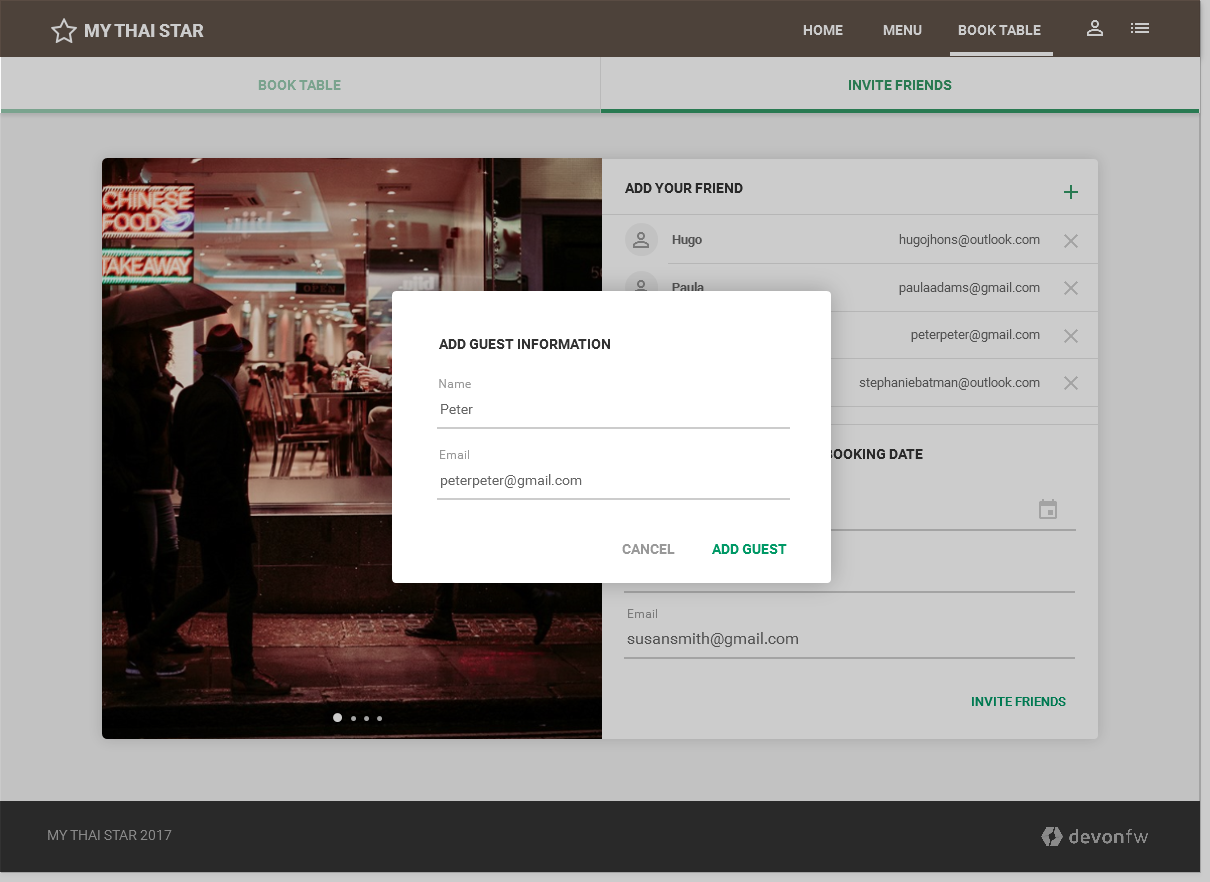 MY THAI STAR
HOME
MENU
BOOK TABLE
BOOK TABLE
INVITE FRIENDS
CHINESE
FOOD
TAKEAWAY
OPEN
ADD YOUR FRIEND
Hugo
hugojhons@outlook.com
Paula
paulaadams@gmail.com
peterpeter@gmail.com
stephaniebatman@outlook.com
ADD GUEST INFORMATION
Name
Peter
Email
peterpeter@gmail.com
CANCEL
ADD GUEST
BOOKING DATE
Email
susansmith@gmail.com
INVITE FRIENDS
MY THAI STAR 2017
devonfw